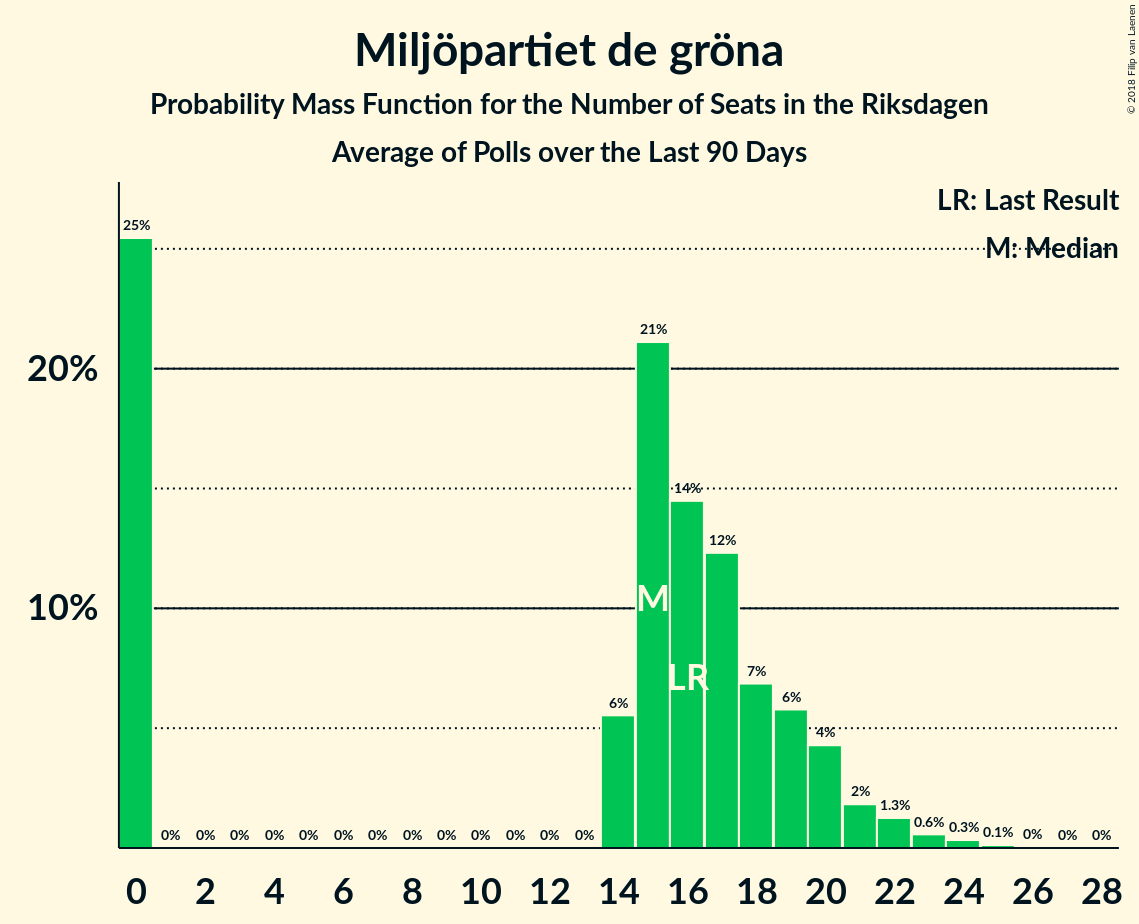 Miljöpartiet de gröna
Probability Mass Function for the Number of Seats in the Riksdagen
Average of Polls over the Last 90 Days
© 2018 Filip van Laenen
LR: Last Result
M: Median
25%
21%
20%
14%
12%
10%
M
LR
7%
6%
6%
4%
2%
1.3%
0.6%
0.3%
0.1%
0% 0% 0% 0% 0% 0% 0% 0% 0% 0% 0% 0% 0% 0% 0% 0%
0 2 4 6 8 10 12 14 16 18 20 22 24 26 28